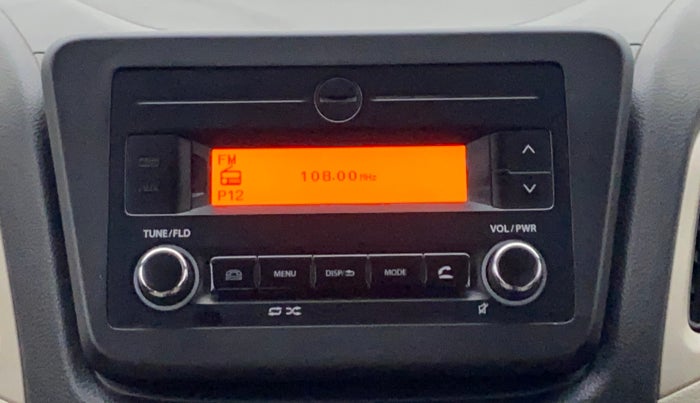 FM
108.00 MHz
P12
TUNE/FLD
VOL/PWR
MENU
DISP/
MODE